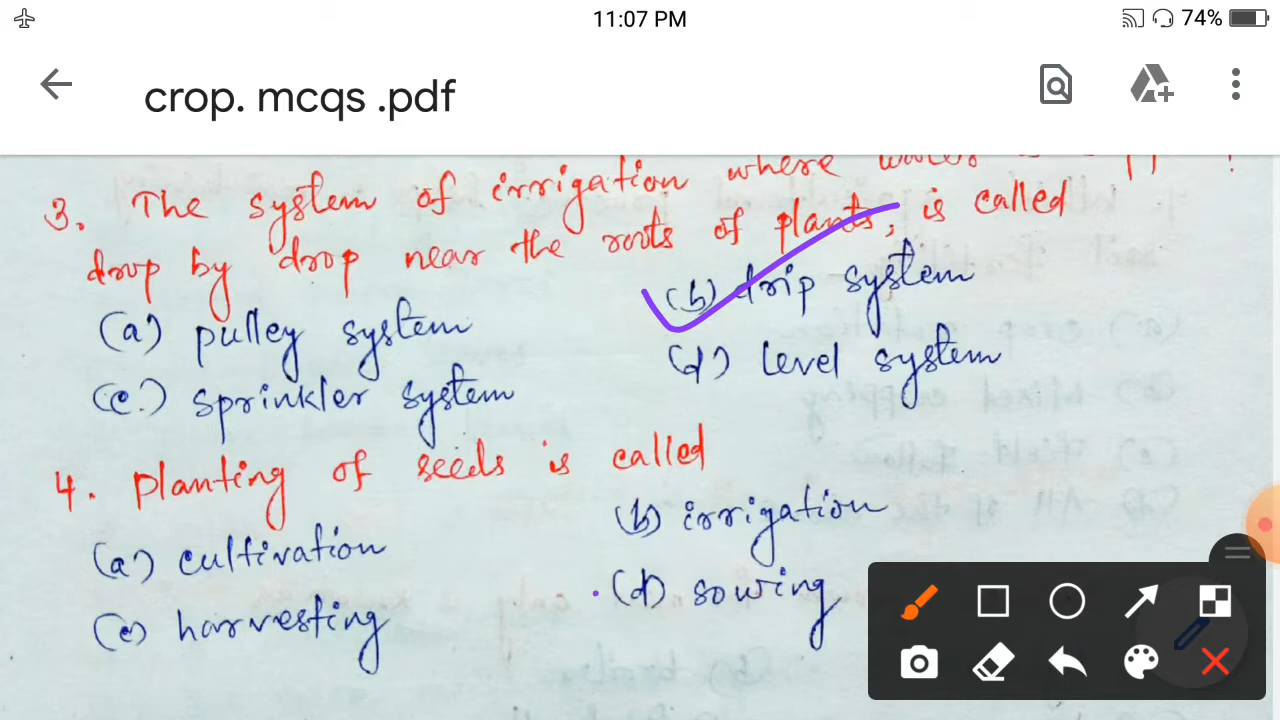 11:07 PM
74%
crop. mcqs .pdf
3. The system of irrigation where
drop by drop near the roots of plants, is called
(a) pulley system
(b) drip system
(c) sprinkler system
(d) level system
4. planting of seeds is called
(a) cultivation
(b) irrigation
(c) harvesting
(d) sowing